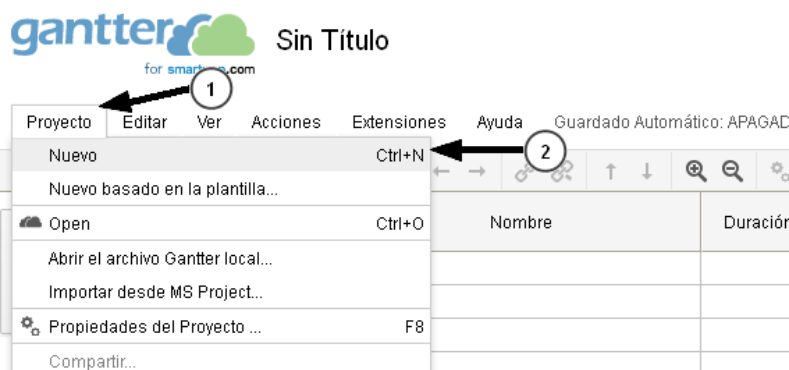 gantter
Sin Título
for sm .com
1
Proyecto Editar Ver Acciones Extensiones Ayuda Guardado Automático: APAGAD
Nuevo Ctrl+N
2
Nuevo basado en la plantilla...
Open Ctrl+O
Nombre Duración
Abrir el archivo Gantter local...
Importar desde MS Project...
Propiedades del Proyecto ... F8
Compartir...